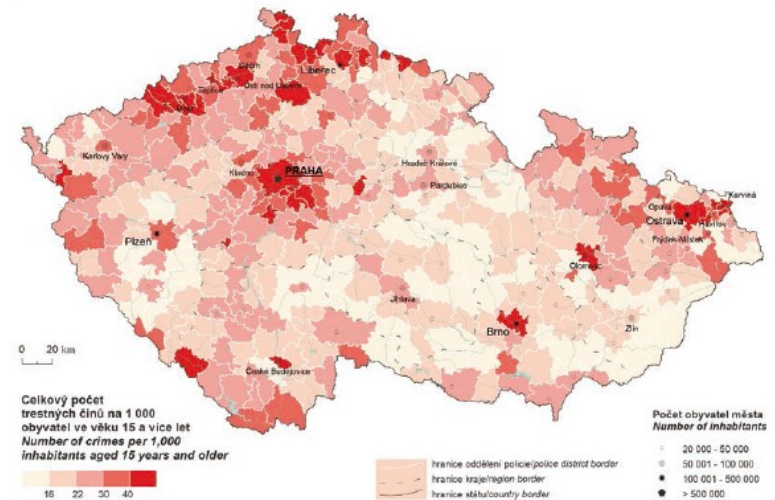 Děčín
Liberec
Teplice
Ústí nad Labem
Most
Karlovy Vary
Kladno
PRAHA
Hradec Králové
Pardubice
Plzeň
Opava
Karviná
Ostrava
Havířov
Frýdek-Místek
Olomouc
Jihlava
Brno
Zlín
České Budějovice
0 20 km
Celkový počet
trestných činů na 1 000
obyvatel ve věku 15 a více let
Number of crimes per 1,000
inhabitants aged 15 years and older
16 22 30 40
hranice oddělení policie/police district border
hranice kraje/region border
hranice státu/country border
Počet obyvatel města
Number of inhabitants
20 000 - 50 000
50 001 - 100 000
100 001 - 500 000
> 500 000